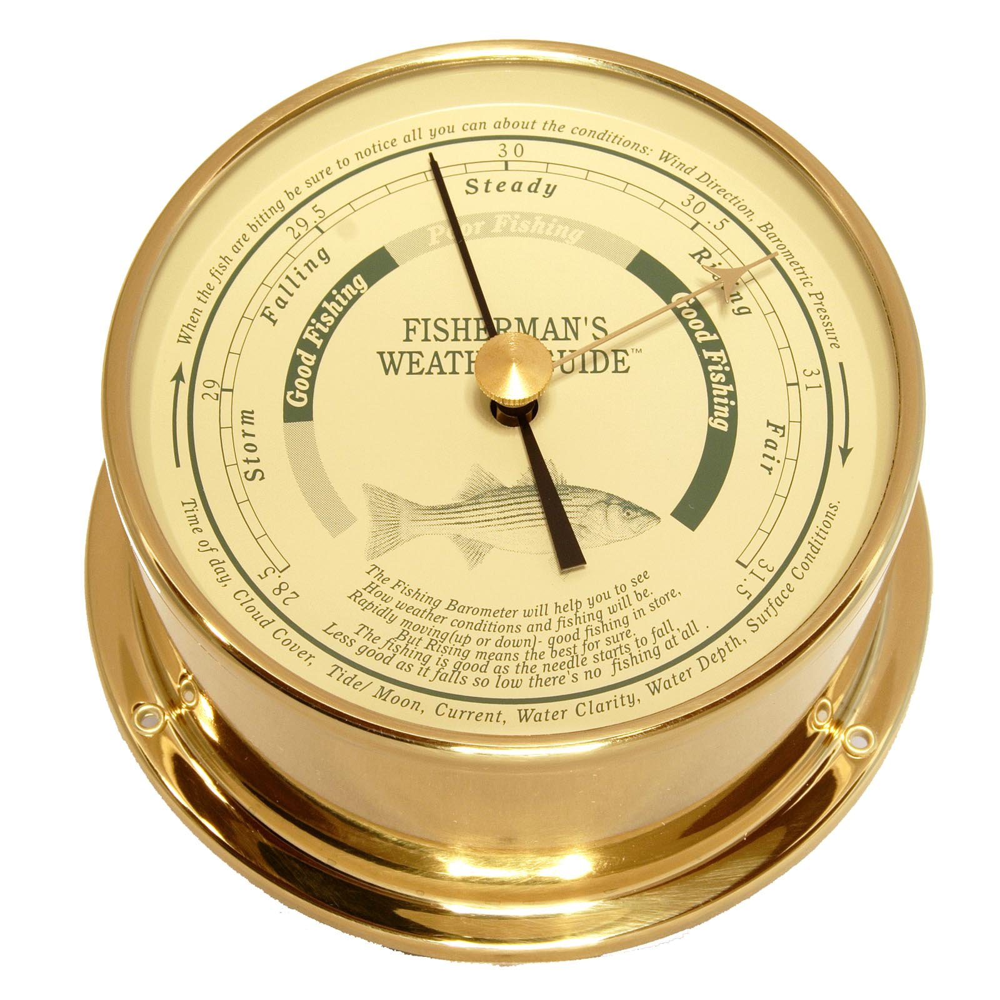 When the fish are biting be sure to notice all you can about the conditions: Wind Direction, Barometric Pressure
Time of day, Cloud Cover, Tide/ Moon, Current, Water Clarity, Water Depth, Surface Conditions.
28.5
29
29.5
30
30.5
31
31.5
Storm
Falling
Steady
Rising
Fair
Good Fishing
Poor Fishing
Good Fishing
FISHERMAN'S
WEATHER GUIDE™
The Fishing Barometer will help you to see
How weather conditions and fishing will be.
Rapidly moving(up or down)- good fishing in store,
But Rising means the best for sure.
The fishing is good as the needle starts to fall,
Less good as it falls so low there's no fishing at all .